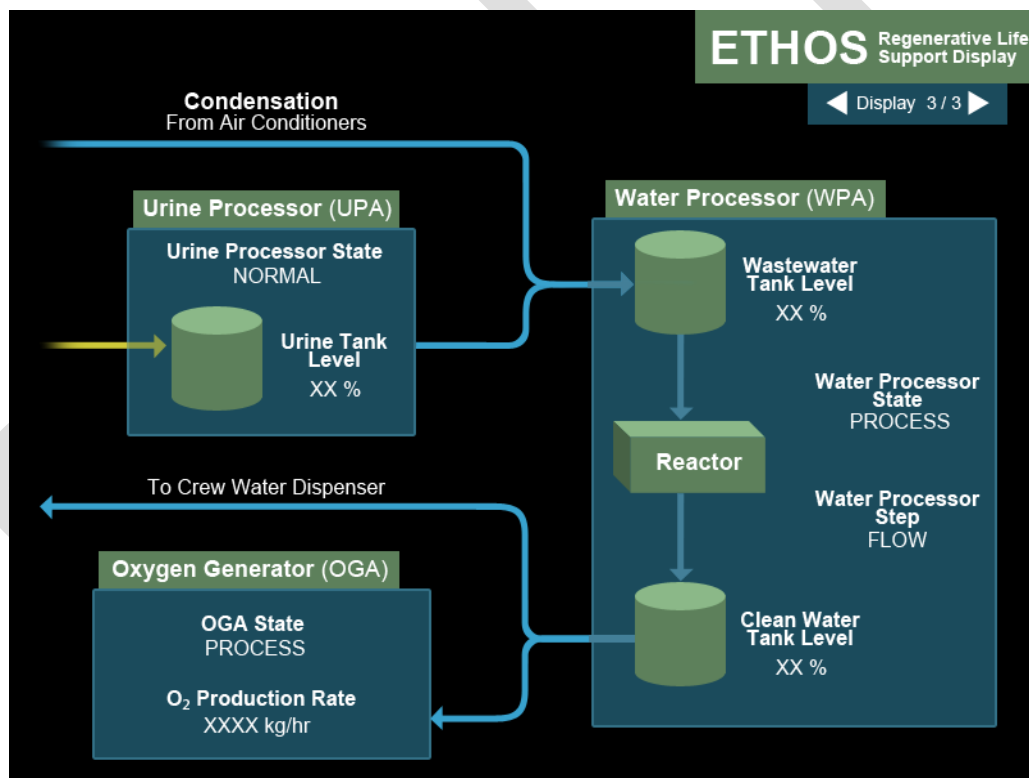 ETHOS Regenerative Life
Support Display
Display 3 / 3
Condensation
From Air Conditioners
Urine Processor (UPA)
Urine Processor State
NORMAL
Urine Tank
Level
XX %
Water Processor (WPA)
Wastewater
Tank Level
XX %
Water Processor
State
PROCESS
Reactor
Water Processor
Step
FLOW
Clean Water
Tank Level
XX %
To Crew Water Dispenser
Oxygen Generator (OGA)
OGA State
PROCESS
O₂ Production Rate
XXXX kg/hr